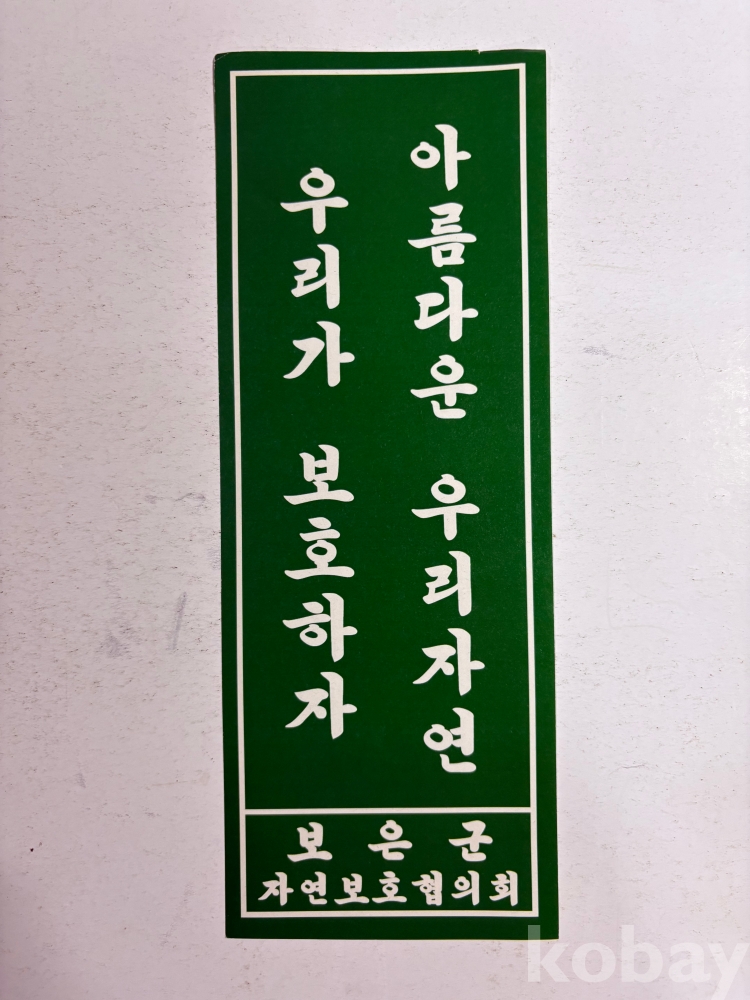 아름다운 우리자연
우리가 보호하자
보은군
자연보호협의회
kobay